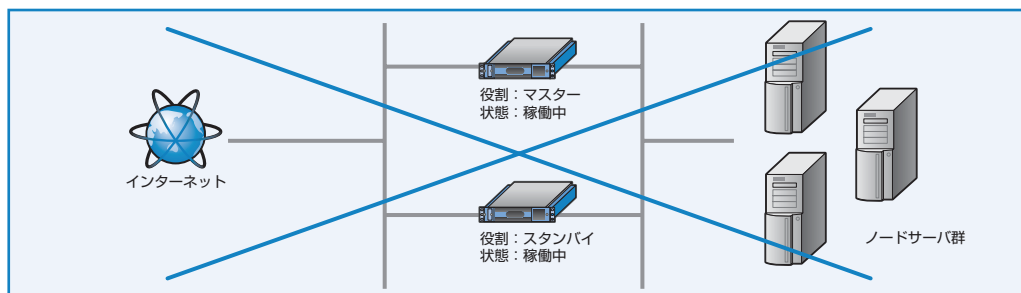 役割：マスター
状態：稼働中
インターネット
役割：スタンバイ
状態：稼働中
ノードサーバ群